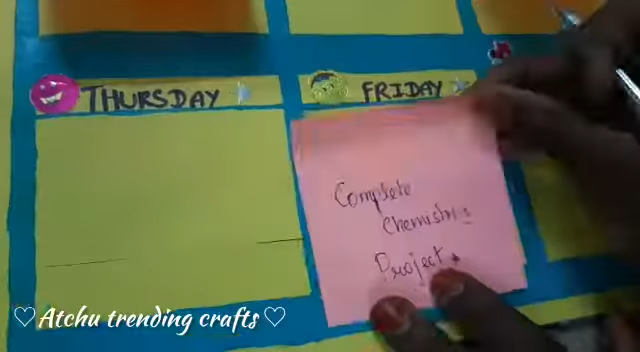 THURSDAY
FRIDAY
Complete
Chemistry
Project
♡Atchu trending crafts♡